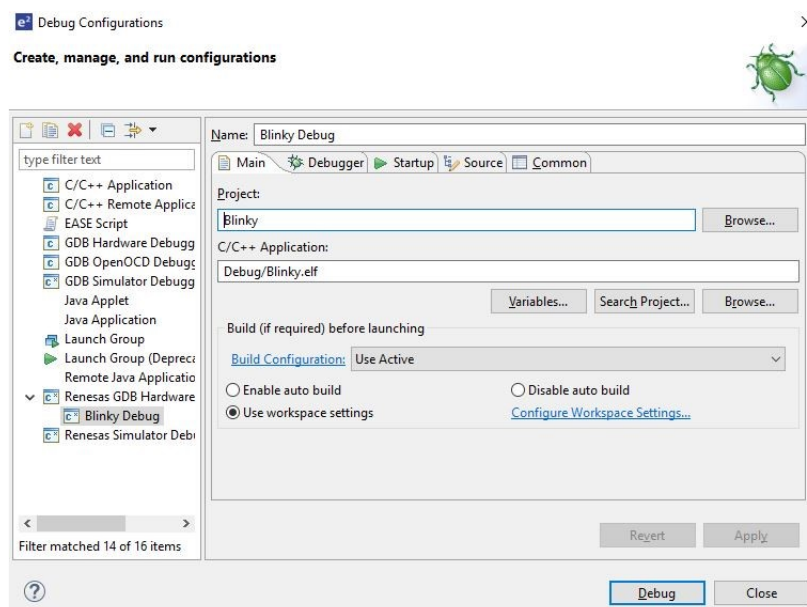 e² Debug Configurations
Create, manage, and run configurations
type filter text
C/C++ Application
C/C++ Remote Applica
EASE Script
GDB Hardware Debugg
GDB OpenOCD Debugg
GDB Simulator Debugg
Java Applet
Java Application
Launch Group
Launch Group (Depreca
Remote Java Applicatio
Renesas GDB Hardware
Blinky Debug
Renesas Simulator Deb
Filter matched 14 of 16 items
Name: Blinky Debug
Main Debugger Startup Source Common
Project:
Blinky Browse...
C/C++ Application:
Debug/Blinky.elf
Variables... Search Project... Browse...
Build (if required) before launching
Build Configuration: Use Active
Enable auto build Disable auto build
Use workspace settings Configure Workspace Settings...
Revert Apply
? Debug Close